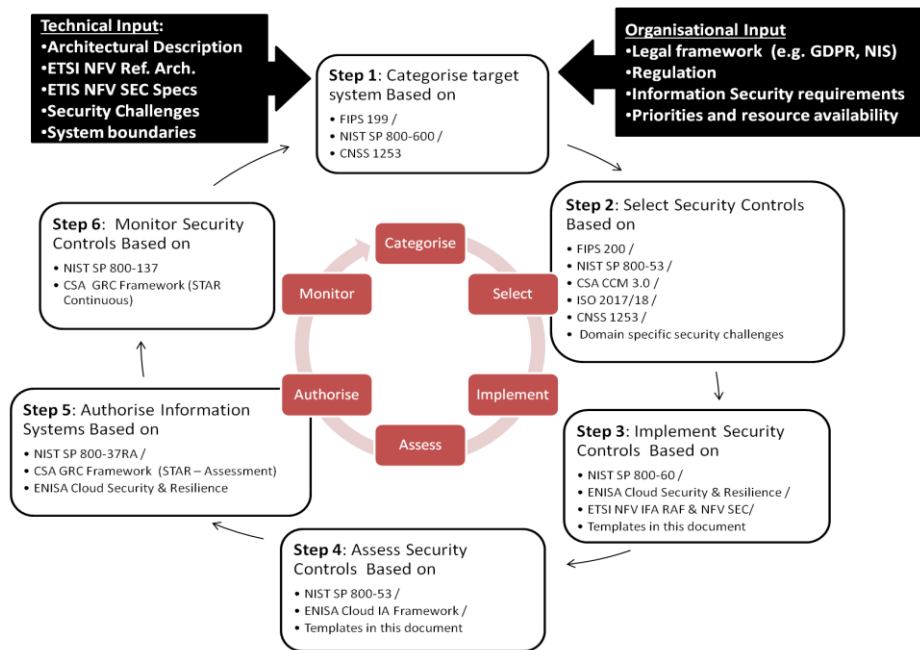 Technical Input:
•Architectural Description
•ETSI NFV Ref. Arch.
•ETIS NFV SEC Specs
•Security Challenges
•System boundaries
Organisational Input
•Legal framework (e.g. GDPR, NIS)
•Regulation
•Information Security requirements
•Priorities and resource availability
Step 1: Categorise target
system Based on
• FIPS 199 /
• NIST SP 800-600 /
• CNSS 1253
Step 2: Select Security Controls
Based on
• FIPS 200 /
• NIST SP 800-53 /
• CSA CCM 3.0 /
• ISO 2017/18 /
• CNSS 1253 /
• Domain specific security challenges
Step 3: Implement Security
Controls Based on
• NIST SP 800-60 /
• ENISA Cloud Security & Resilience /
• ETSI NFV IFA RAF & NFV SEC/
• Templates in this document
Step 4: Assess Security
Controls Based on
• NIST SP 800-53 /
• ENISA Cloud IA Framework /
• Templates in this document
Step 5: Authorise Information
Systems Based on
• NIST SP 800-37RA /
• CSA GRC Framework (STAR – Assessment)
• ENISA Cloud Security & Resilience
Step 6: Monitor Security
Controls Based on
• NIST SP 800-137
• CSA GRC Framework (STAR
Continuous)
Categorise
Select
Implement
Assess
Authorise
Monitor